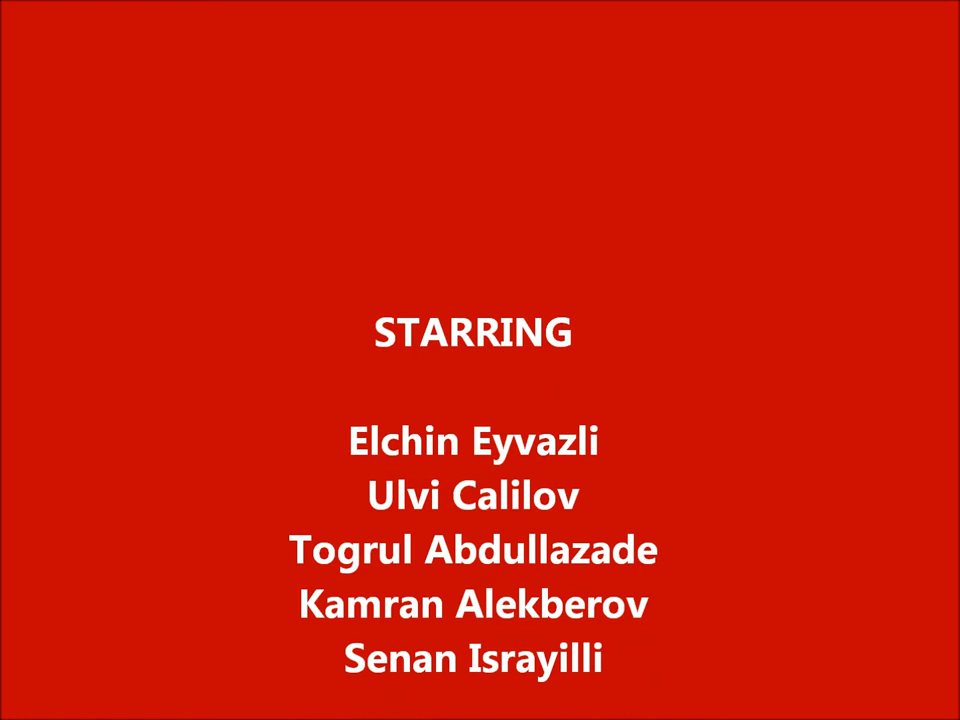 STARRING
Elchin Eyvazli
Ulvi Calilov
Togrul Abdullazade
Kamran Alekberov
Senan Israyilli